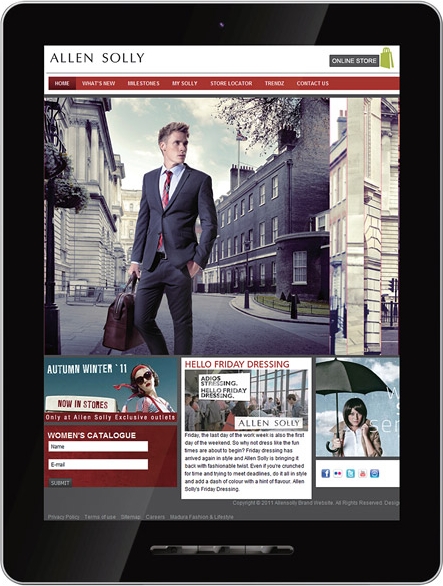 ALLEN SOLLY
ONLINE STORE
HOME WHAT'S NEW MILESTONES MY SOLLY STORE LOCATOR TRENDZ CONTACT US
AUTUMN WINTER '11
NOW IN STORES
Only at Allen Solly Exclusive outlets
WOMEN'S CATALOGUE
Name
E-mail
SUBMIT
HELLO FRIDAY DRESSING
ADIOS
STRESSING.
HELLO FRIDAY
DRESSING.
ALLEN SOLLY
Friday, the last day of the work week is also the first
day of the weekend. So why not dress like the fun
times are about to begin? Friday dressing has
arrived again in style and Allen Solly is bringing it
back with fashionable twist. Even if you're crunched
for time and trying to meet deadlines, do it all in style
and add a dash of colour with a hint of flavour. Allen
Solly's Friday Dressing.
Copyright © 2011 Allensolly Brand Website. All Rights Reserved. Desig
Privacy Policy Terms of use Sitemap Careers Madura Fashion & Lifestyle